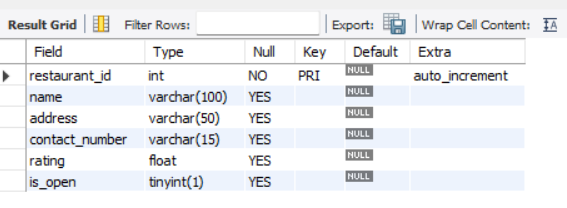 Result Grid Filter Rows: Export: Wrap Cell Content: IA
Field Type Null Key Default Extra
restaurant_id int NO PRI NULL auto_increment
name varchar(100) YES NULL
address varchar(50) YES NULL
contact_number varchar(15) YES NULL
rating float YES NULL
is_open tinyint(1) YES NULL